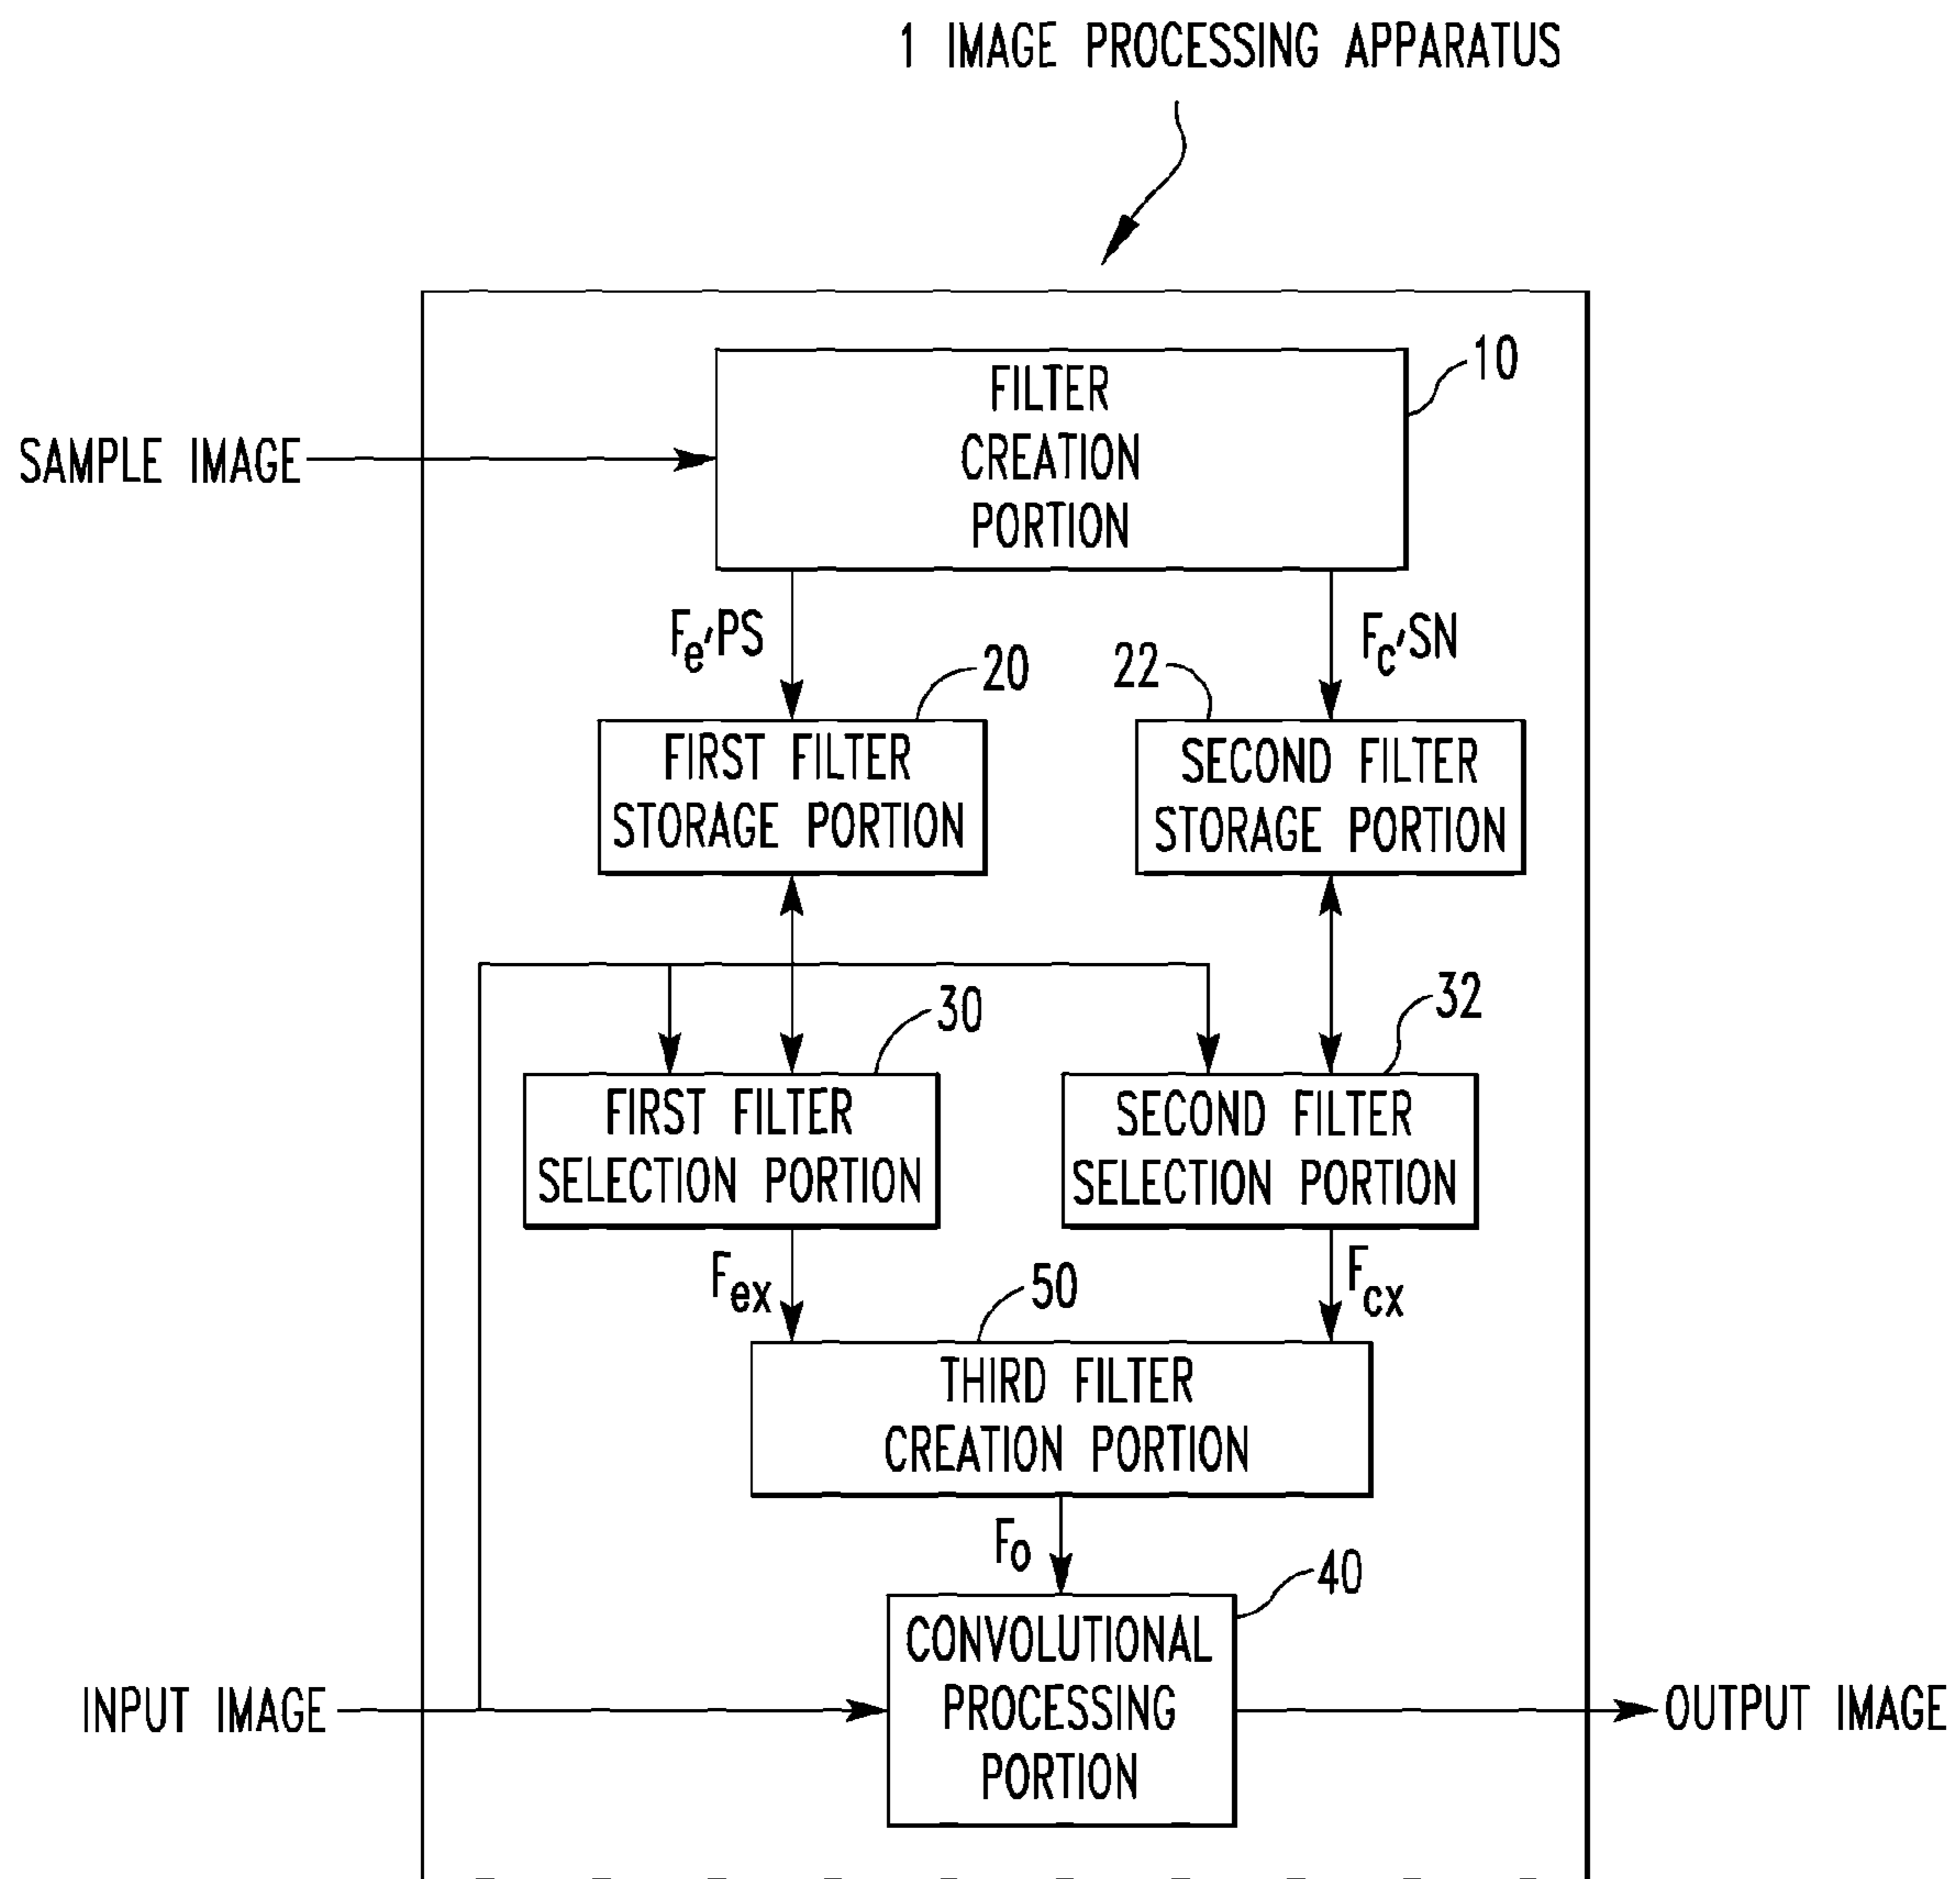 1 IMAGE PROCESSING APPARATUS
10
FILTER
CREATION
PORTION
SAMPLE IMAGE
Fe,PS
Fc,SN
20
22
FIRST FILTER
STORAGE PORTION
SECOND FILTER
STORAGE PORTION
30
32
FIRST FILTER
SELECTION PORTION
SECOND FILTER
SELECTION PORTION
Fex
50
Fcx
THIRD FILTER
CREATION PORTION
Fo
40
CONVOLUTIONAL
PROCESSING
PORTION
INPUT IMAGE
OUTPUT IMAGE